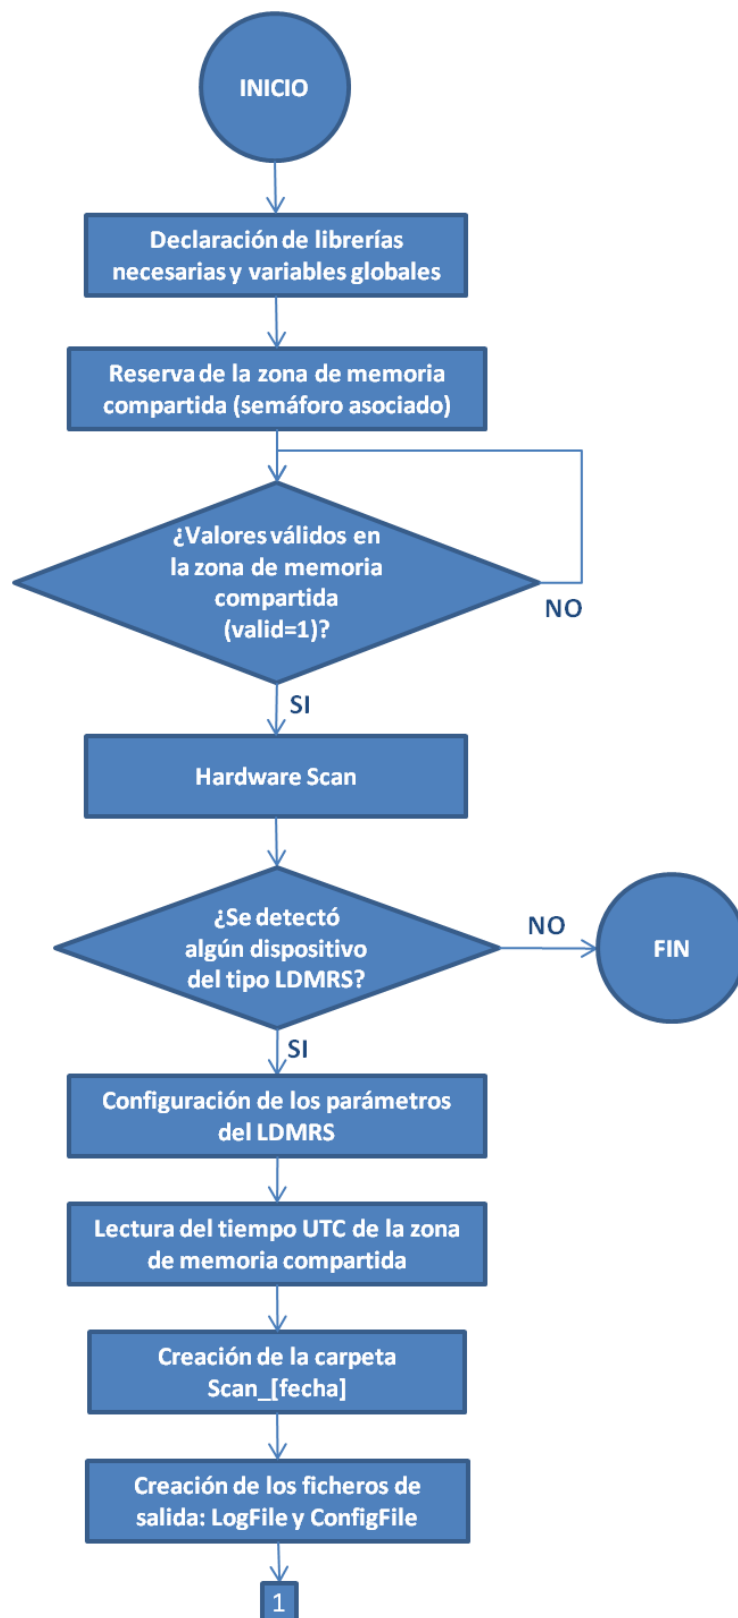 INICIO
Declaración de librerías
necesarias y variables globales
Reserva de la zona de memoria
compartida (semáforo asociado)
¿Valores válidos en
la zona de memoria
compartida
(valid=1)?
NO
SI
Hardware Scan
¿Se detectó
algún dispositivo
del tipo LDMRS?
NO
FIN
SI
Configuración de los parámetros
del LDMRS
Lectura del tiempo UTC de la zona
de memoria compartida
Creación de la carpeta
Scan_[fecha]
Creación de los ficheros de
salida: LogFile y ConfigFile
1